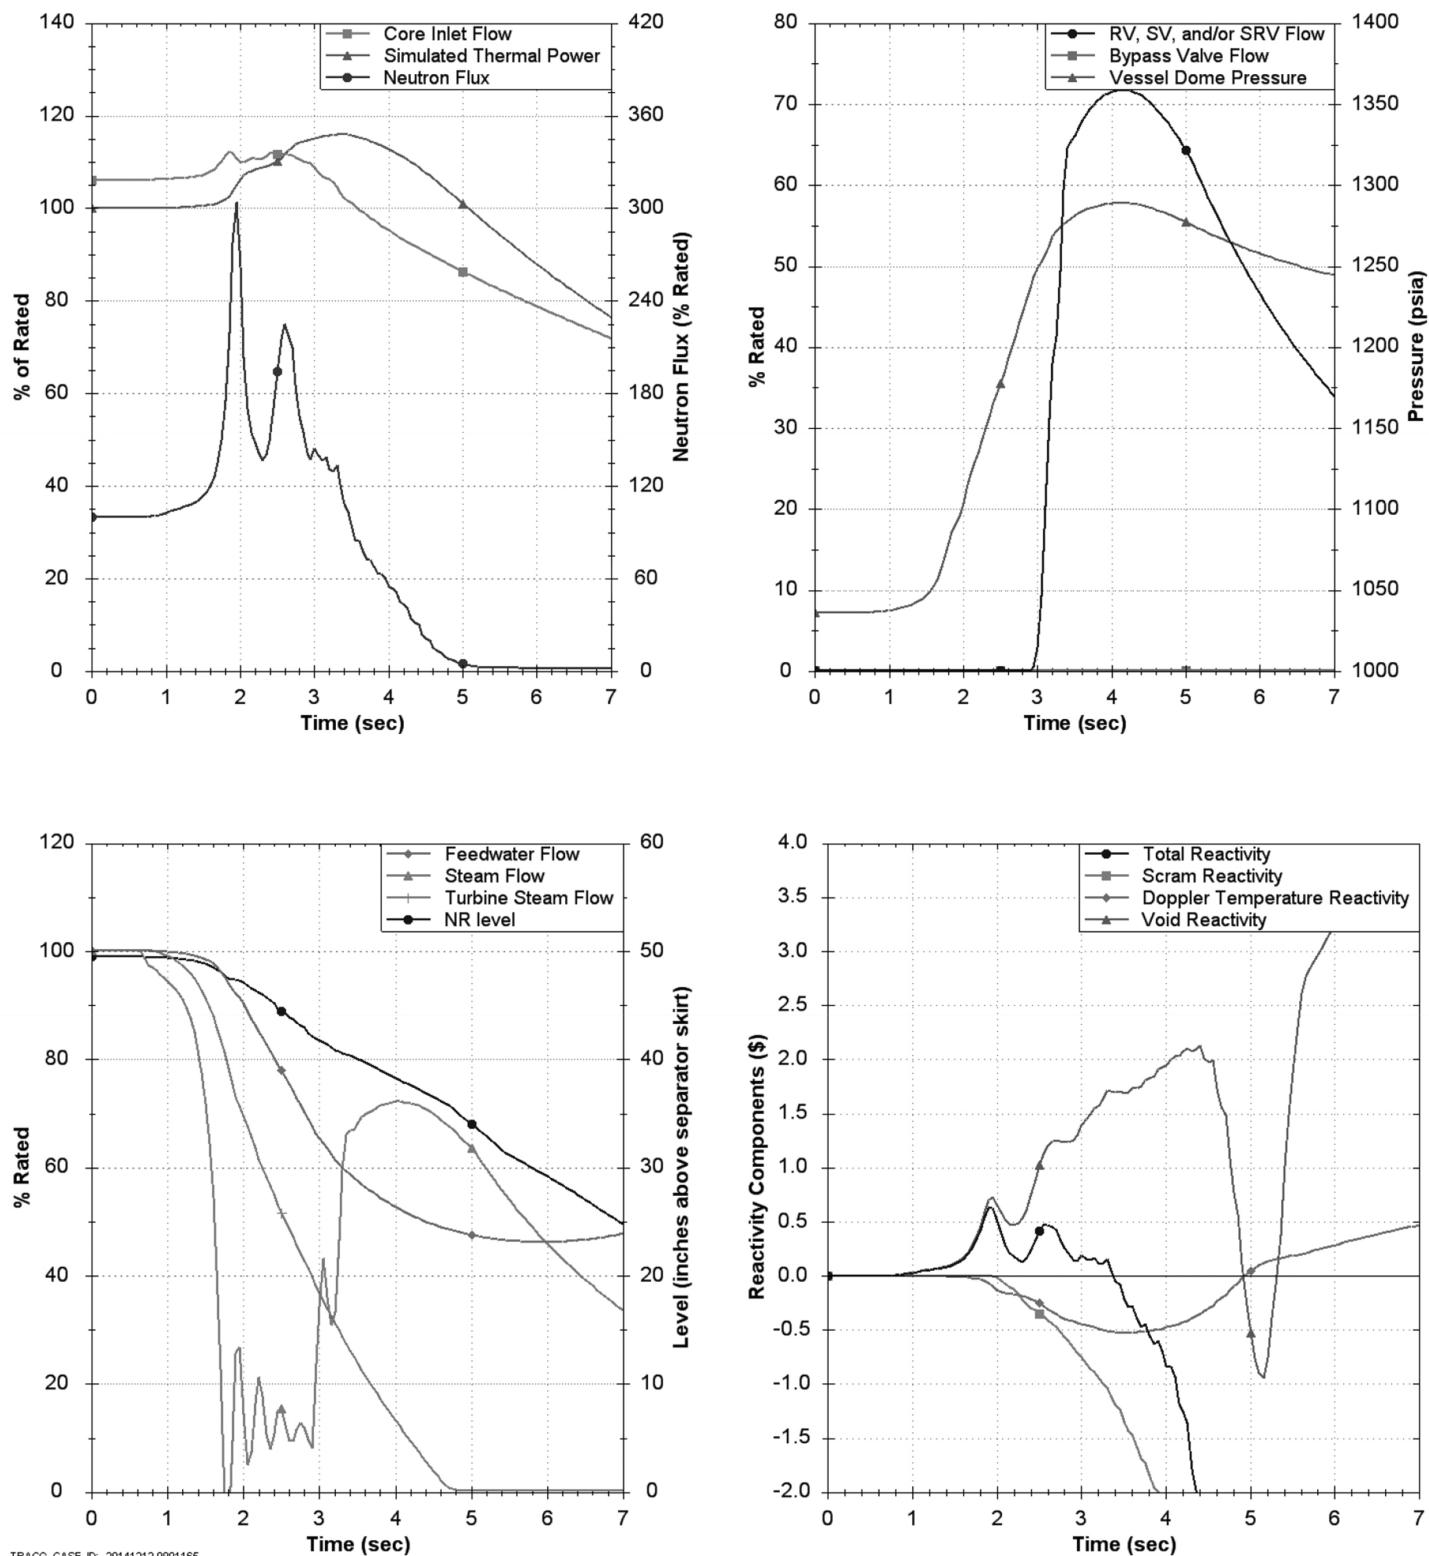 140
120
100
80
60
40
20
0
% of Rated
Core Inlet Flow
Simulated Thermal Power
Neutron Flux
420
360
300
240
180
120
60
0
Neutron Flux (% Rated)
0 1 2 3 4 5 6 7
Time (sec)
80
70
60
50
40
30
20
10
0
% Rated
RV, SV, and/or SRV Flow
Bypass Valve Flow
Vessel Dome Pressure
1400
1350
1300
1250
1200
1150
1100
1050
1000
Pressure (psia)
0 1 2 3 4 5 6 7
Time (sec)
120
100
80
60
40
20
0
% Rated
Feedwater Flow
Steam Flow
Turbine Steam Flow
NR level
60
50
40
30
20
10
0
Level (inches above separator skirt)
0 1 2 3 4 5 6 7
Time (sec)
4.0
3.5
3.0
2.5
2.0
1.5
1.0
0.5
0.0
-0.5
-1.0
-1.5
-2.0
Reactivity Components ($)
Total Reactivity
Scram Reactivity
Doppler Temperature Reactivity
Void Reactivity
0 1 2 3 4 5 6 7
Time (sec)